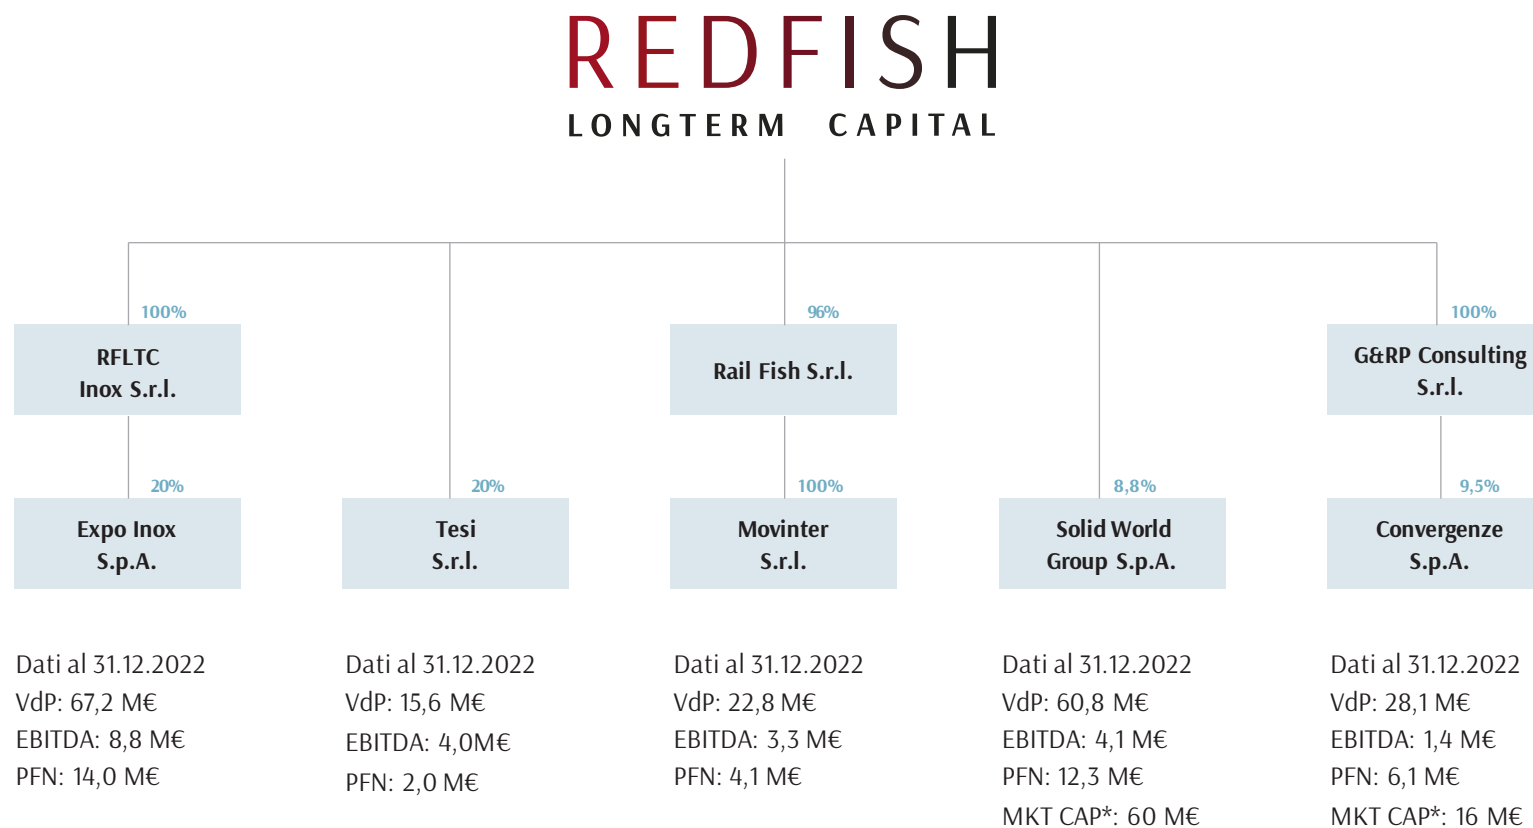 REDFISH
LONGTERM CAPITAL
100%
RFLTC
Inox S.r.l.
96%
Rail Fish S.r.l.
100%
G&RP Consulting
S.r.l.
20%
Expo Inox
S.p.A.
20%
Tesi
S.r.l.
100%
Movinter
S.r.l.
8,8%
Solid World
Group S.p.A.
9,5%
Convergenze
S.p.A.
Dati al 31.12.2022
VdP: 67,2 M€
EBITDA: 8,8 M€
PFN: 14,0 M€
Dati al 31.12.2022
VdP: 15,6 M€
EBITDA: 4,0M€
PFN: 2,0 M€
Dati al 31.12.2022
VdP: 22,8 M€
EBITDA: 3,3 M€
PFN: 4,1 M€
Dati al 31.12.2022
VdP: 60,8 M€
EBITDA: 4,1 M€
PFN: 12,3 M€
MKT CAP*: 60 M€
Dati al 31.12.2022
VdP: 28,1 M€
EBITDA: 1,4 M€
PFN: 6,1 M€
MKT CAP*: 16 M€